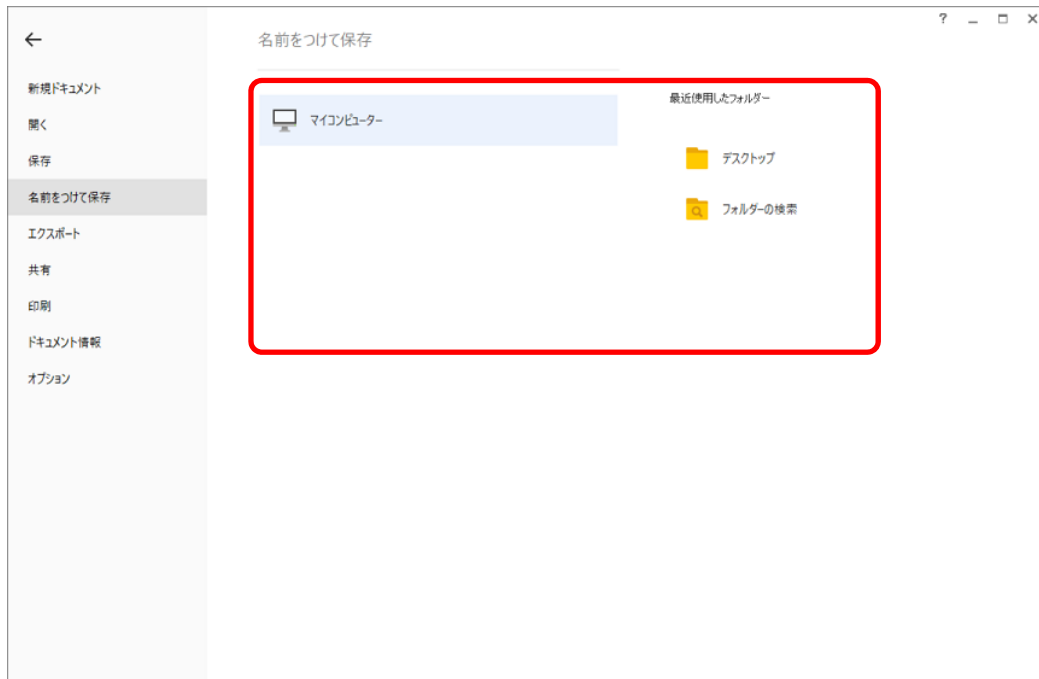 名前をつけて保存
新規ドキュメント
開く
保存
名前をつけて保存
エクスポート
共有
印刷
ドキュメント情報
オプション
マイコンピューター
最近使用したフォルダー
デスクトップ
フォルダーの検索